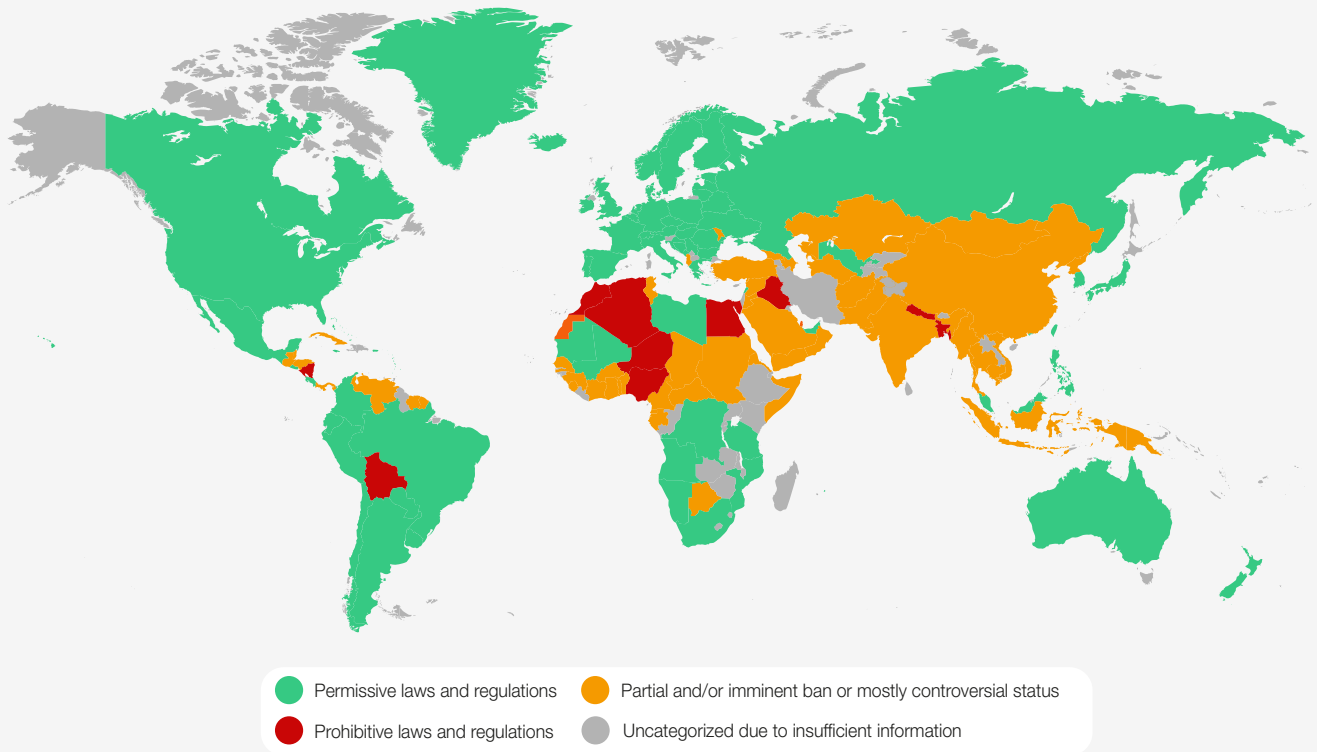 Permissive laws and regulations
Partial and/or imminent ban or mostly controversial status
Prohibitive laws and regulations
Uncategorized due to insufficient information